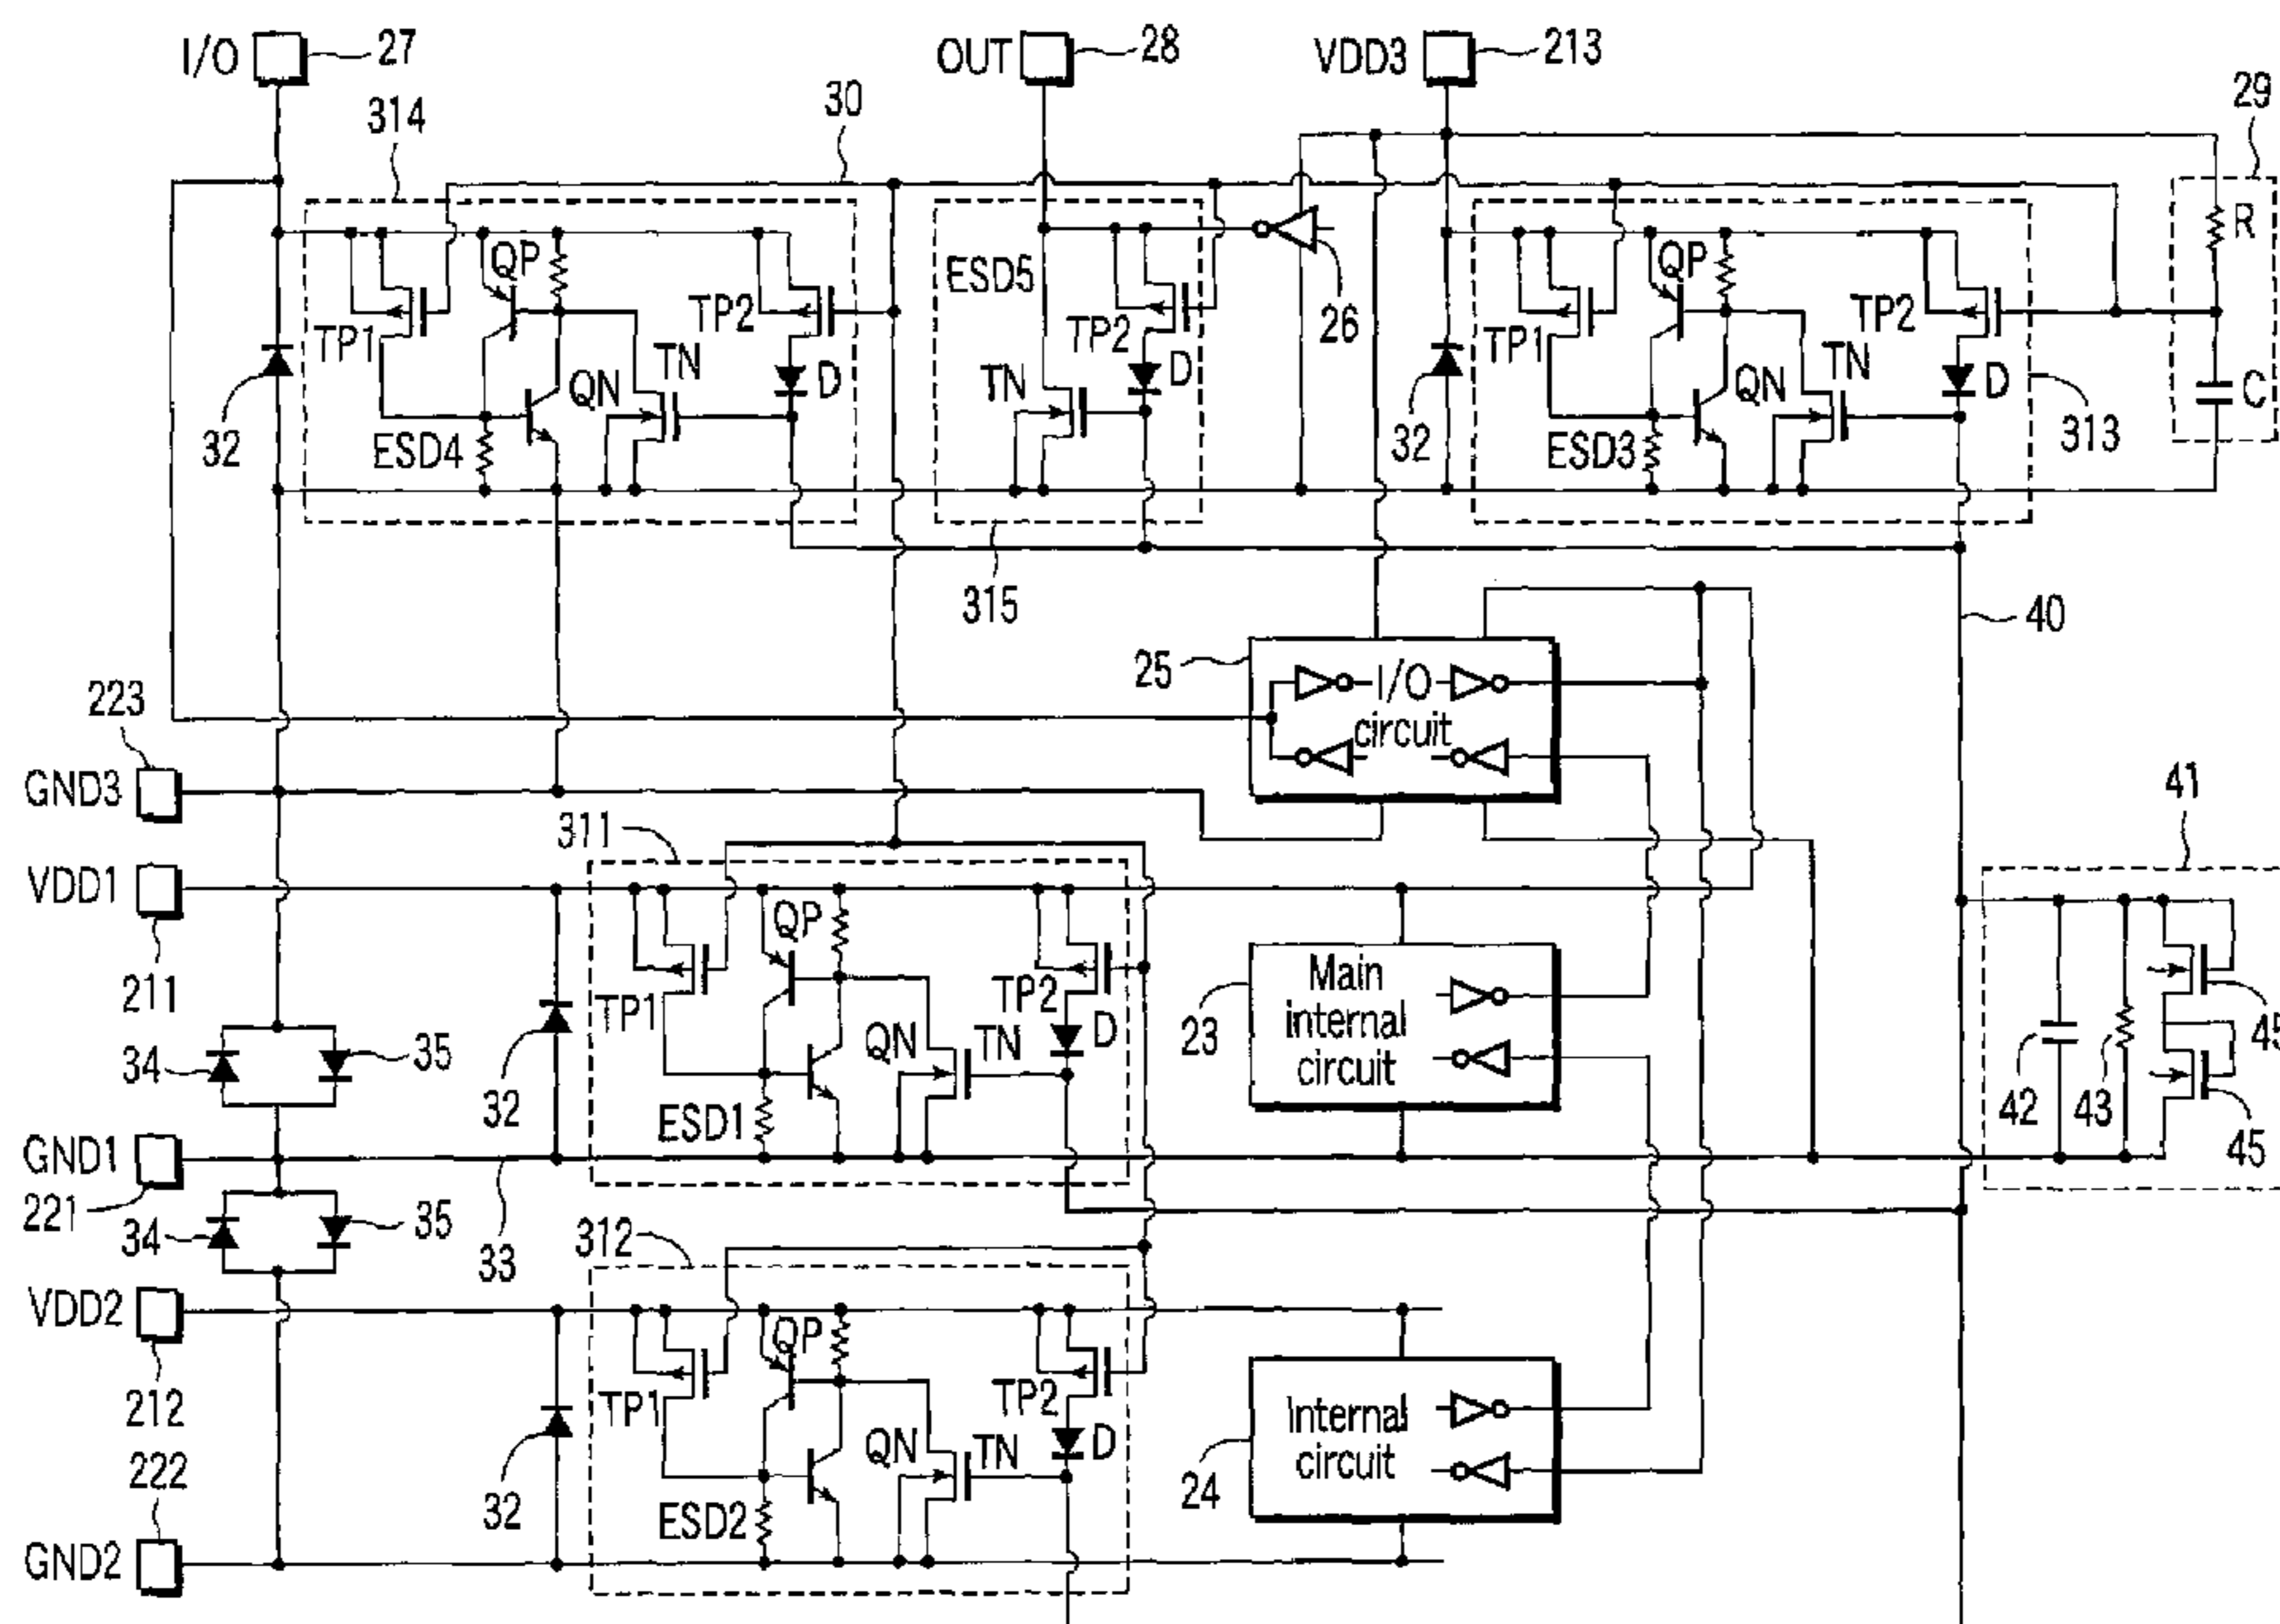 I/O 27 OUT 28 VDD3 213
314 30 29
QP ESD5 QP R
TP1 TP2 TP2 26 TP1 TP2
QN TN D TN D QN TN D C
32 ESD4 32 ESD3 313
315 40
25 I/O circuit
223
GND3 41
311
VDD1
QP
211 TP1 TP2 23 Main internal circuit
34 35 32 QN TN D 42 43 45
ESD1
GND1 45
221 34 35 33 312
VDD2
QP
212 TP1 TP2 Internal circuit
222 32 QN TN D 24
ESD2
GND2